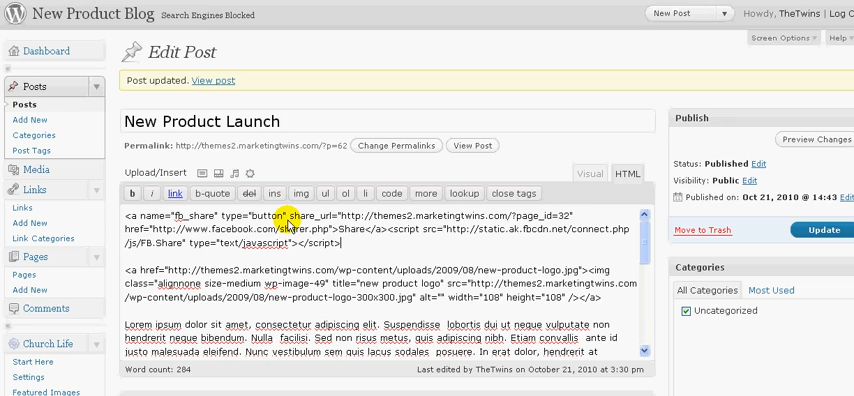 New Product Blog Search Engines Blocked
New Post Howdy, TheTwins | Log O
Screen Options Help
Dashboard
Edit Post
Post updated. View post
Posts
Posts
Add New
Categories
Post Tags
Media
Links
Links
Add New
Link Categories
Pages
Pages
Add New
Comments
Church Life
Start Here
Settings
Featured Images
New Product Launch
Permalink: http://themes2.marketingtwins.com/?p=62 Change Permalinks View Post
Upload/Insert Visual HTML
b i link b-quote del ins img ul ol li code more lookup close tags
<a name="fb_share" type="button" share_url="http://themes2.marketingtwins.com/?page_id=32"
href="http://www.facebook.com/sharer.php">Share</a><script src="http://static.ak.fbcdn.net/connect.php
/js/FB.Share" type="text/javascript"></script>
<a href="http://themes2.marketingtwins.com/wp-content/uploads/2009/08/new-product-logo.jpg"><img
class="alignnone size-medium wp-image-49" title="new product logo" src="http://themes2.marketingtwins.com
/wp-content/uploads/2009/08/new-product-logo-300x300.jpg" alt="" width="108" height="108" /></a>
Lorem ipsum dolor sit amet, consectetur adipiscing elit. Suspendisse lobortis dui ut neque vulputate non
hendrerit neque bibendum. Nulla facilisi. Sed non risus metus, quis adipiscing nibh. Etiam convallis ante id
justo malesuada eleifend. Nunc vestibulum sem quis lacus sodales posuere. In erat dolor, hendrerit at
Word count: 284 Last edited by TheTwins on October 21, 2010 at 3:30 pm
Publish
Preview Changes
Status: Published Edit
Visibility: Public Edit
Published on: Oct 21, 2010 @ 14:43 Edit
Move to Trash Update
Categories
All Categories Most Used
Uncategorized